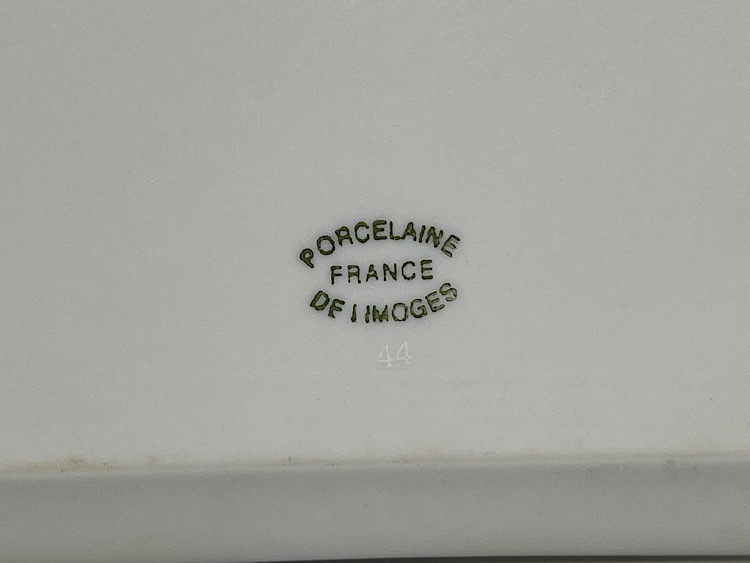 PORCELAINE
FRANCE
DE LIMOGES
44